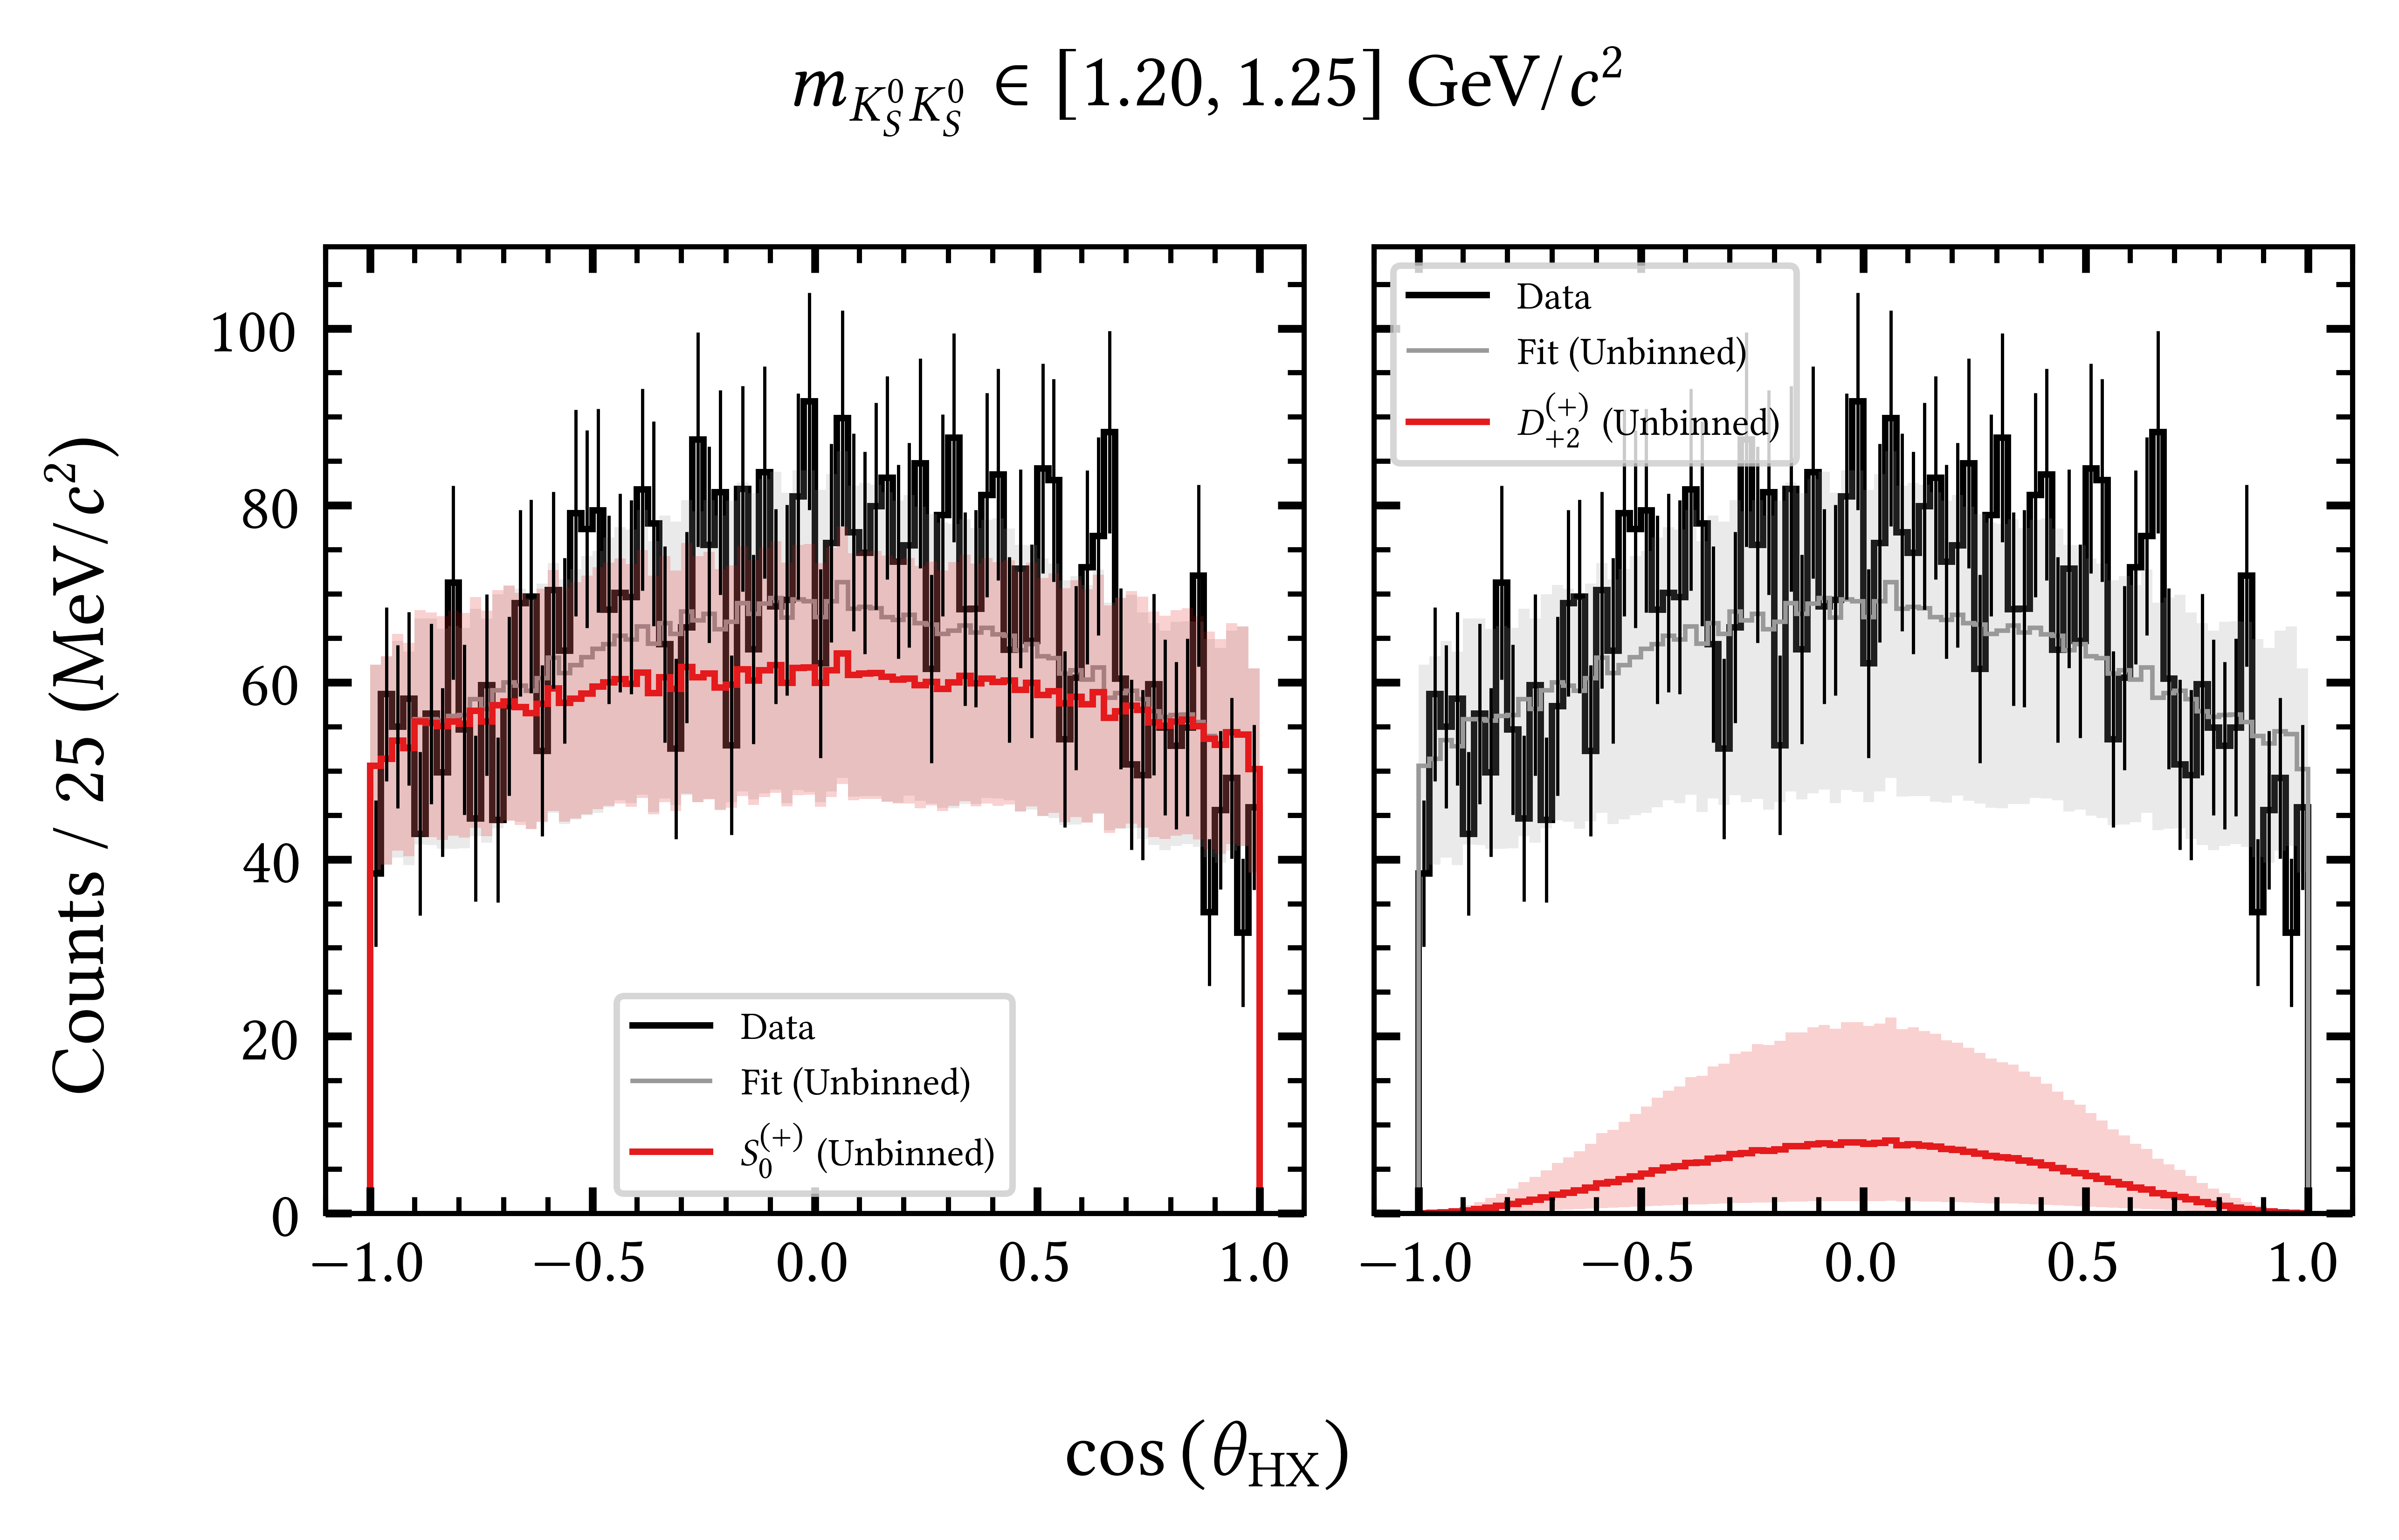 m_{K_S^0 K_S^0} ∈ [1.20, 1.25] GeV/c²
Counts / 25 (MeV/c²)
100
80
60
40
20
0
Data
Fit (Unbinned)
S_0^{(+)} (Unbinned)
−1.0 −0.5 0.0 0.5 1.0
Data
Fit (Unbinned)
D_{+2}^{(+)} (Unbinned)
−1.0 −0.5 0.0 0.5 1.0
cos (θ_{HX})